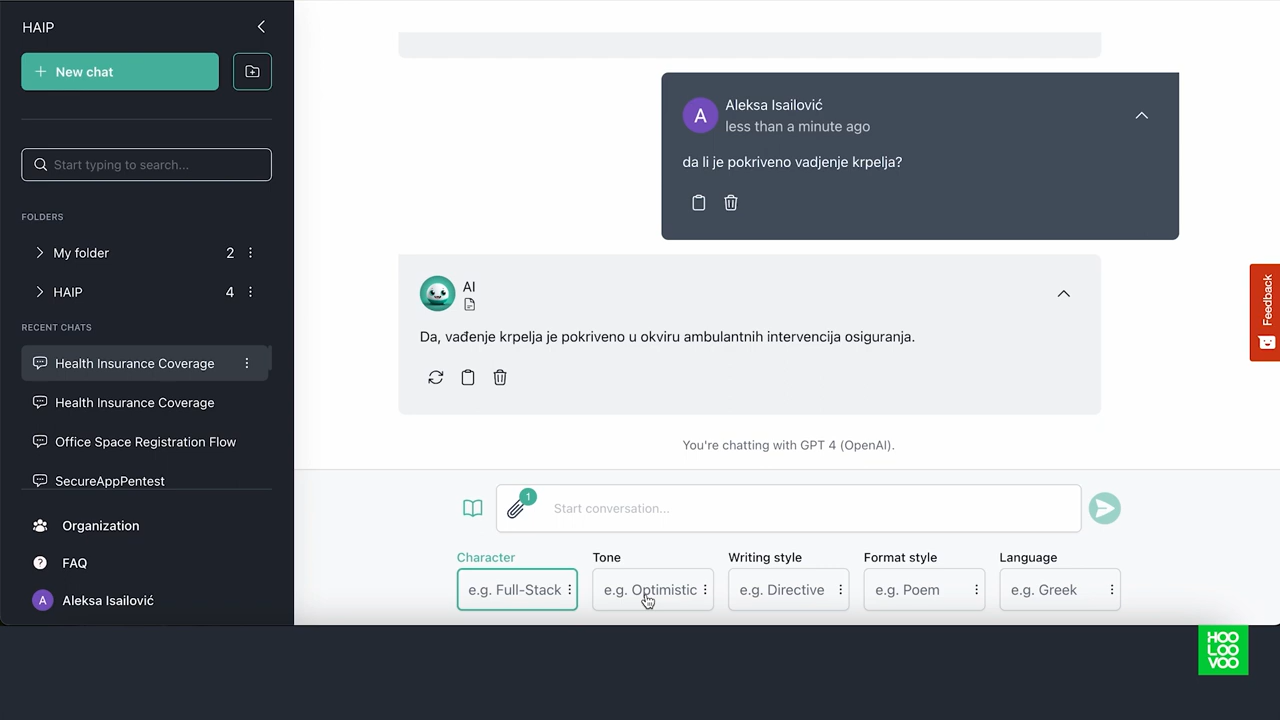 HAIP
New chat
Start typing to search...
FOLDERS
My folder 2
HAIP 4
RECENT CHATS
Health Insurance Coverage
Health Insurance Coverage
Office Space Registration Flow
SecureAppPentest
Organization
? FAQ
A Aleksa Isailović
A Aleksa Isailović
less than a minute ago
da li je pokriveno vadjenje krpelja?
AI
Da, vađenje krpelja je pokriveno u okviru ambulantnih intervencija osiguranja.
You're chatting with GPT 4 (OpenAI).
1
Start conversation...
Character Tone Writing style Format style Language
e.g. Full-Stack e.g. Optimistic e.g. Directive e.g. Poem e.g. Greek
Feedback
HOO
LOO
VOO